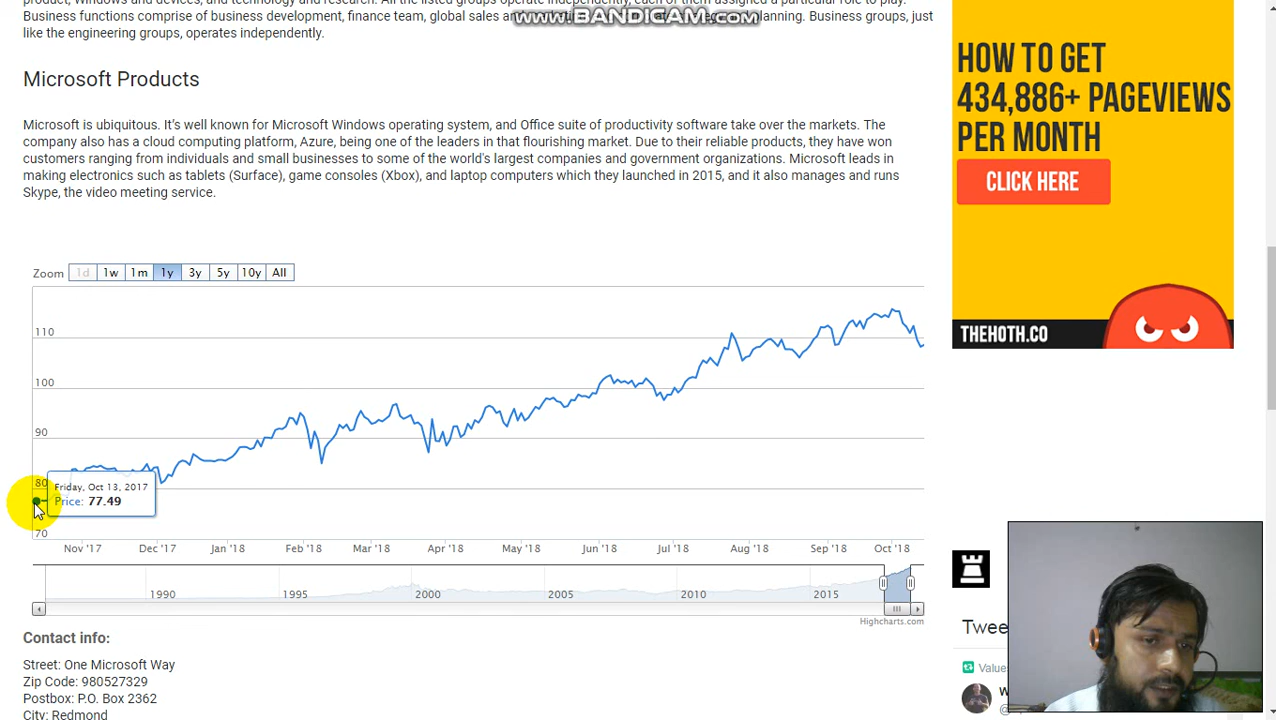 product, Windows and devices, and technology and research. All the listed groups operate independently, each of them assigned a particular role to play.
Business functions comprise of business development, finance team, global sales and planning. Business groups, just
www.BANDICAM.com
like the engineering groups, operates independently.
Microsoft Products
Microsoft is ubiquitous. It's well known for Microsoft Windows operating system, and Office suite of productivity software take over the markets. The
company also has a cloud computing platform, Azure, being one of the leaders in that flourishing market. Due to their reliable products, they have won
customers ranging from individuals and small businesses to some of the world's largest companies and government organizations. Microsoft leads in
making electronics such as tablets (Surface), game consoles (Xbox), and laptop computers which they launched in 2015, and it also manages and runs
Skype, the video meeting service.
Zoom 1d 1w 1m 1y 3y 5y 10y All
110
100
90
80
70
Friday, Oct 13, 2017
Price: 77.49
Nov '17 Dec '17 Jan '18 Feb '18 Mar '18 Apr '18 May '18 Jun '18 Jul '18 Aug '18 Sep '18 Oct '18
1990 1995 2000 2005 2010 2015
Highcharts.com
Contact info:
Street: One Microsoft Way
Zip Code: 980527329
Postbox: P.O. Box 2362
City: Redmond
HOW TO GET
434,886+ PAGEVIEWS
PER MONTH
CLICK HERE
THEHOTH.CO
Twee
Value
W